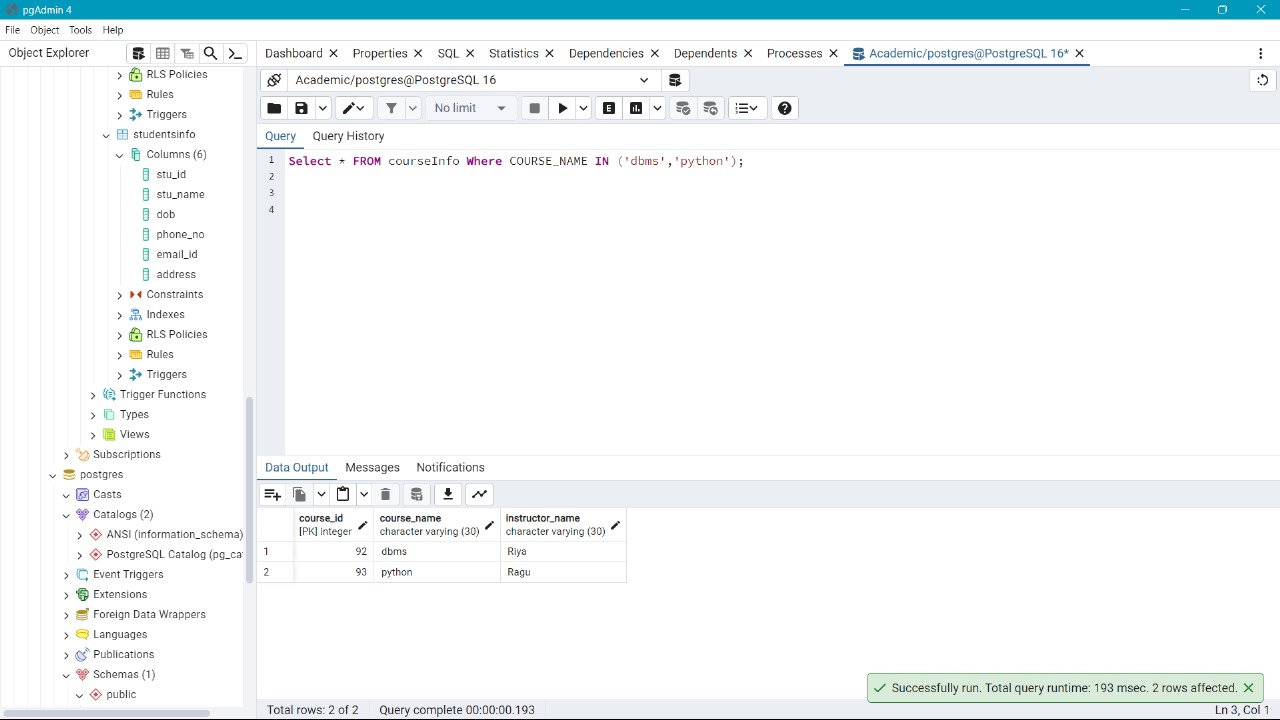 pgAdmin 4
File Object Tools Help
Object Explorer
Dashboard Properties SQL Statistics Dependencies Dependents Processes Academic/postgres@PostgreSQL 16*
RLS Policies
Rules
Triggers
studentsinfo
Columns (6)
stu_id
stu_name
dob
phone_no
email_id
address
Constraints
Indexes
RLS Policies
Rules
Triggers
Trigger Functions
Types
Views
Subscriptions
postgres
Casts
Catalogs (2)
ANSI (information_schema)
PostgreSQL Catalog (pg_ca
Event Triggers
Extensions
Foreign Data Wrappers
Languages
Publications
Schemas (1)
public
Academic/postgres@PostgreSQL 16
No limit
E
Query Query History
1 Select * FROM courseInfo Where COURSE_NAME IN ('dbms','python');
2
3
4
Data Output Messages Notifications
course_id course_name instructor_name
[PK] integer character varying (30) character varying (30)
1 92 dbms Riya
2 93 python Ragu
Successfully run. Total query runtime: 193 msec. 2 rows affected.
Total rows: 2 of 2 Query complete 00:00:00.193 Ln 3, Col 1